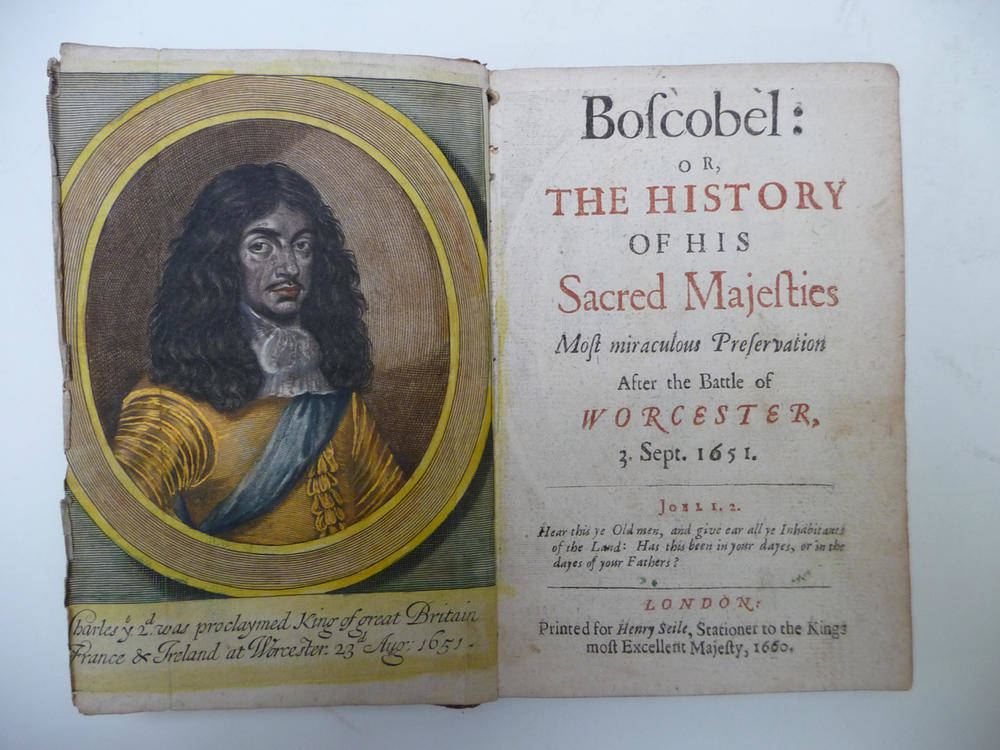 harles yͤ 2ᵈ. was proclaymed King of great Britain
France & Ireland at Worcester. 23ᵗʰ Aug: 1651.
Boſcobel:
OR,
THE HISTORY
OF HIS
Sacred Majeſties
Moſt miraculous Preſervation
After the Battle of
WORCESTER,
3. Sept. 1651.
JOEL 1. 2.
Hear this ye Old men, and give ear all ye Inhabitants
of the Land: Has this been in your dayes, or in the
dayes of your Fathers?
LONDON:
Printed for Henry Seile, Stationer to the Kings
moſt Excellent Majeſty, 1660.